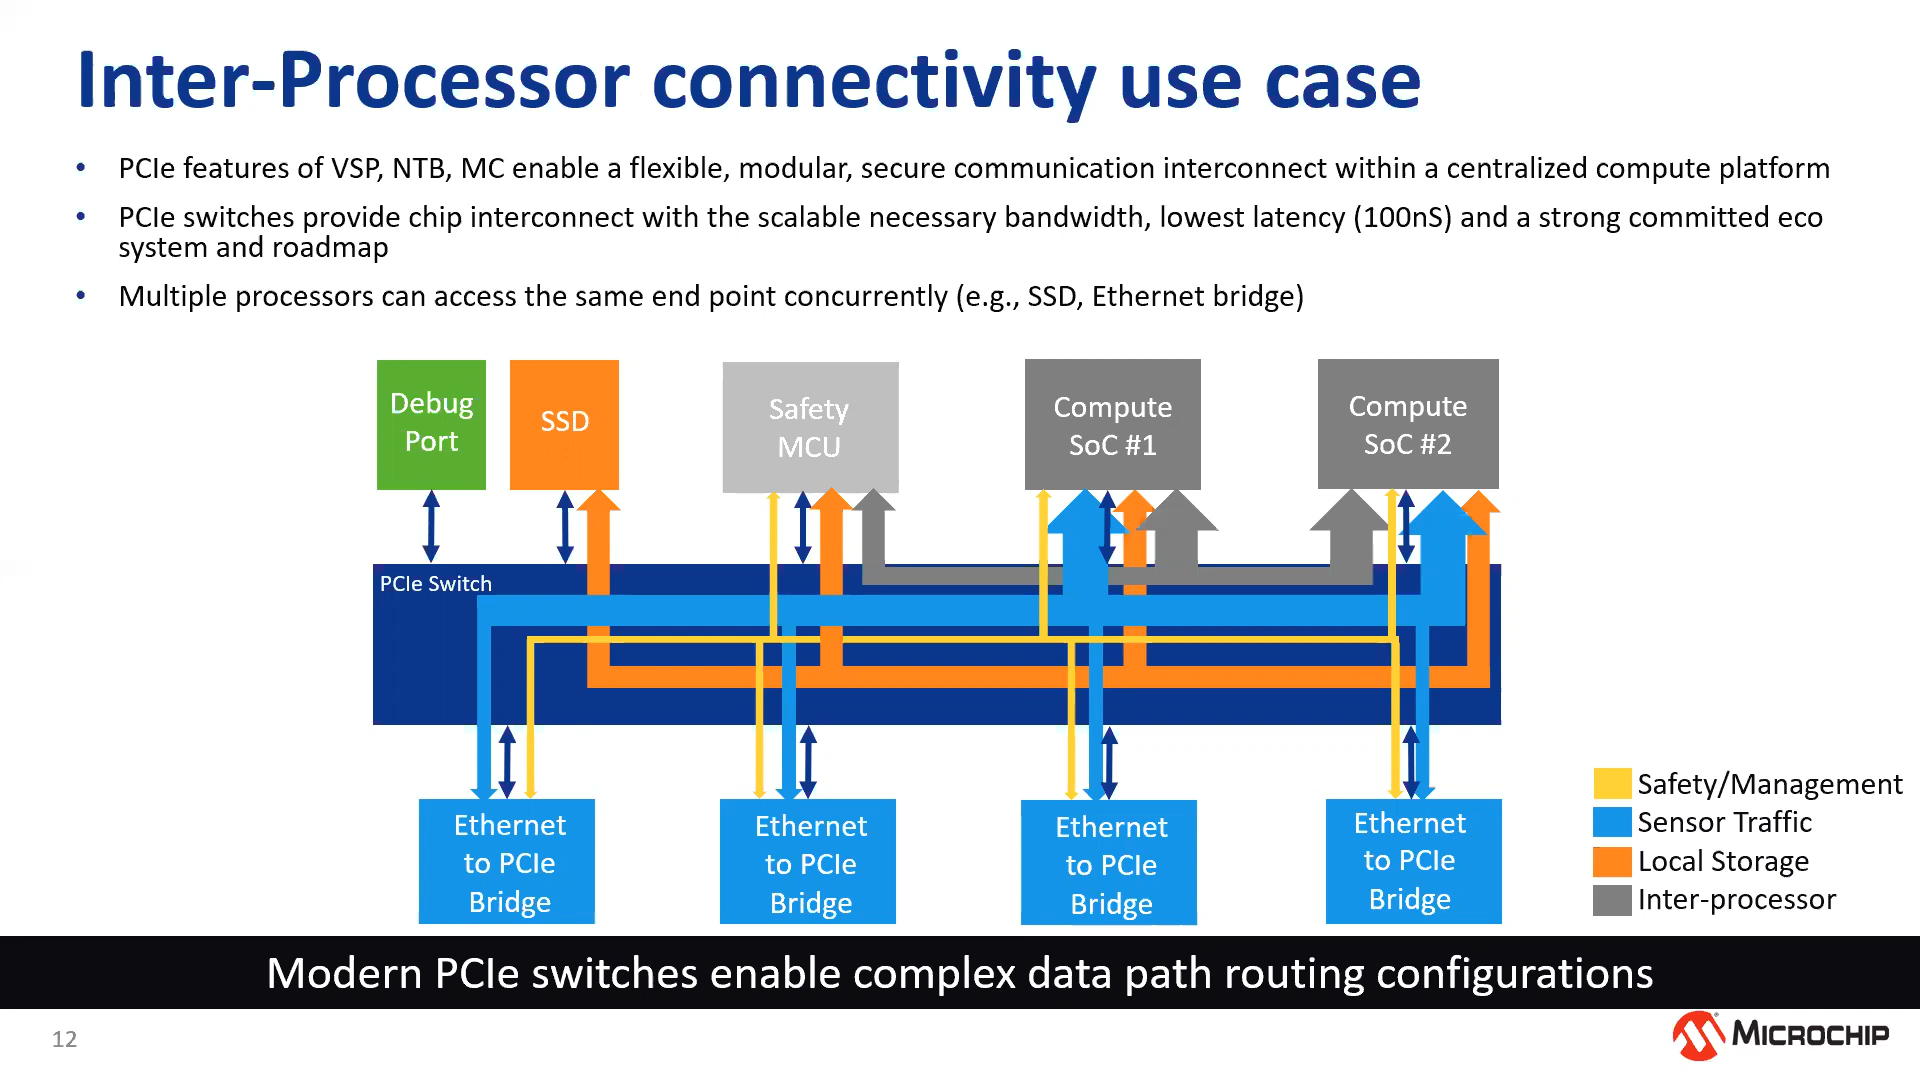 Inter-Processor connectivity use case
• PCIe features of VSP, NTB, MC enable a flexible, modular, secure communication interconnect within a centralized compute platform
• PCIe switches provide chip interconnect with the scalable necessary bandwidth, lowest latency (100nS) and a strong committed eco
system and roadmap
• Multiple processors can access the same end point concurrently (e.g., SSD, Ethernet bridge)
Debug
Port
SSD
Safety
MCU
Compute
SoC #1
Compute
SoC #2
PCIe Switch
Ethernet
to PCIe
Bridge
Ethernet
to PCIe
Bridge
Ethernet
to PCIe
Bridge
Ethernet
to PCIe
Bridge
Safety/Management
Sensor Traffic
Local Storage
Inter-processor
Modern PCIe switches enable complex data path routing configurations
12
MICROCHIP